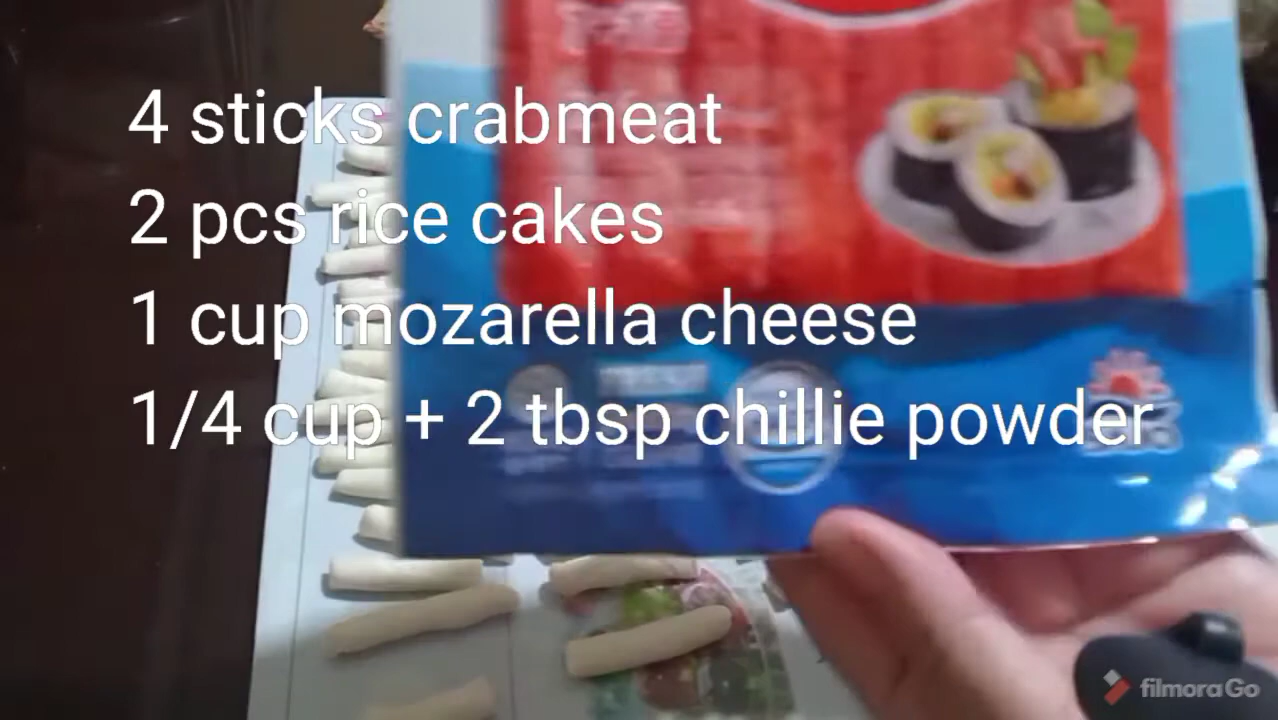 4 sticks crabmeat
2 pcs rice cakes
1 cup mozarella cheese
1/4 cup + 2 tbsp chillie powder
filmoraGo